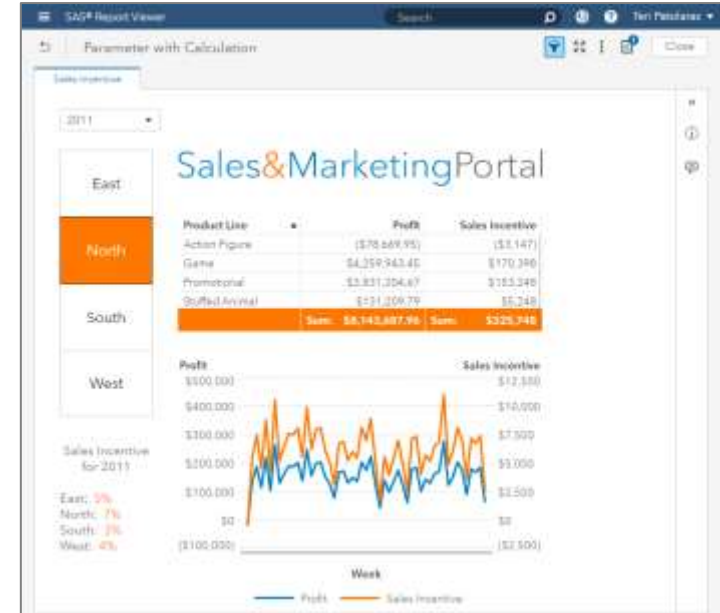 SAS® Report Viewer Search
Parameter with Calculation Close
Sales Incentive
2011
Sales&MarketingPortal
East
North
South
West
Product Line Profit Sales Incentive
Action Figure ($78,669.95) ($3,147)
Game $4,259,943.45 $170,398
Promotional $3,831,204.67 $153,248
Stuffed Animal $131,209.79 $5,248
Sum: $8,143,687.96 Sum: $325,748
Profit Sales Incentive
$500,000 $12,500
$400,000 $10,000
$300,000 $7,500
$200,000 $5,000
$100,000 $2,500
$0 $0
($100,000) ($2,500)
Week
Profit Sales Incentive
Sales Incentive
for 2011
East: 5%
North: 7%
South: 3%
West: 4%